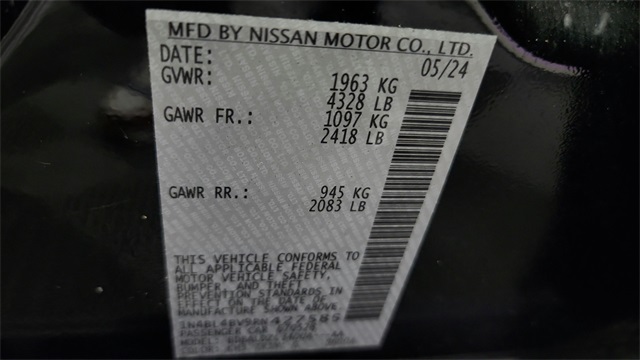 MFD BY NISSAN MOTOR CO., LTD.
DATE: 05/24
GVWR: 1963 KG
4328 LB
GAWR FR.: 1097 KG
2418 LB
GAWR RR.: 945 KG
2083 LB
THIS VEHICLE CONFORMS TO
ALL APPLICABLE FEDERAL
MOTOR VEHICLE SAFETY,
BUMPER, AND THEFT
PREVENTION STANDARDS IN
EFFECT ON THE DATE OF
MANUFACTURE SHOWN ABOVE.
PASSENGER CAR